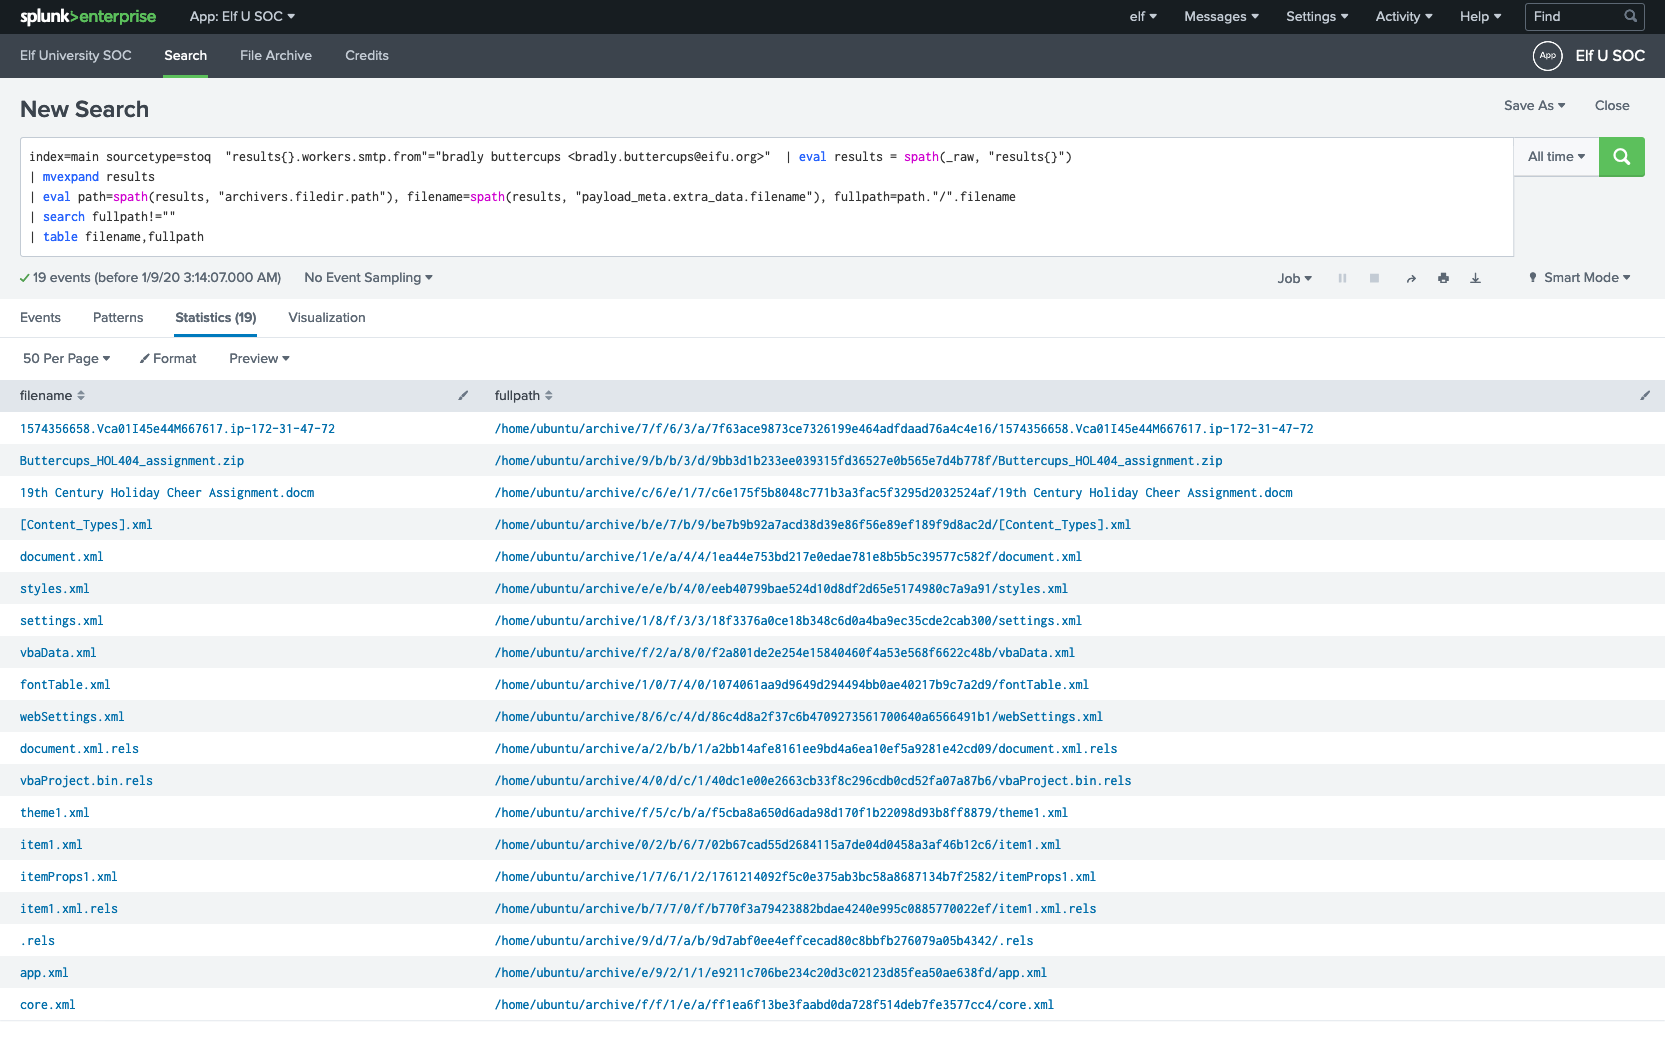 splunk>enterprise App: Elf U SOC elf Messages Settings Activity Help Find
Elf University SOC Search File Archive Credits App Elf U SOC
New Search Save As Close
index=main sourcetype=stoq  "results{}.workers.smtp.from"="bradly buttercups <bradly.buttercups@eifu.org>"  | eval results = spath(_raw, "results{}") All time
| mvexpand results
| eval path=spath(results, "archivers.filedir.path"), filename=spath(results, "payload_meta.extra_data.filename"), fullpath=path."/".filename
| search fullpath!=""
| table filename,fullpath
19 events (before 1/9/20 3:14:07.000 AM) No Event Sampling Job Smart Mode
Events Patterns Statistics (19) Visualization
50 Per Page Format Preview
filename fullpath
1574356658.Vca01I45e44M667617.ip-172-31-47-72 /home/ubuntu/archive/7/f/6/3/a/7f63ace9873ce7326199e464adfdaad76a4c4e16/1574356658.Vca01I45e44M667617.ip-172-31-47-72
Buttercups_HOL404_assignment.zip /home/ubuntu/archive/9/b/b/3/d/9bb3d1b233ee039315fd36527e0b565e7d4b778f/Buttercups_HOL404_assignment.zip
19th Century Holiday Cheer Assignment.docm /home/ubuntu/archive/c/6/e/1/7/c6e175f5b8048c771b3a3fac5f3295d2032524af/19th Century Holiday Cheer Assignment.docm
[Content_Types].xml /home/ubuntu/archive/b/e/7/b/9/be7b9b92a7acd38d39e86f56e89ef189f9d8ac2d/[Content_Types].xml
document.xml /home/ubuntu/archive/1/e/a/4/4/1ea44e753bd217e0edae781e8b5b5c39577c582f/document.xml
styles.xml /home/ubuntu/archive/e/e/b/4/0/eeb40799bae524d10d8df2d65e5174980c7a9a91/styles.xml
settings.xml /home/ubuntu/archive/1/8/f/3/3/18f3376a0ce18b348c6d0a4ba9ec35cde2cab300/settings.xml
vbaData.xml /home/ubuntu/archive/f/2/a/8/0/f2a801de2e254e15840460f4a53e568f6622c48b/vbaData.xml
fontTable.xml /home/ubuntu/archive/1/0/7/4/0/1074061aa9d9649d294494bb0ae40217b9c7a2d9/fontTable.xml
webSettings.xml /home/ubuntu/archive/8/6/c/4/d/86c4d8a2f37c6b4709273561700640a6566491b1/webSettings.xml
document.xml.rels /home/ubuntu/archive/a/2/b/b/1/a2bb14afe8161ee9bd4a6ea10ef5a9281e42cd09/document.xml.rels
vbaProject.bin.rels /home/ubuntu/archive/4/0/d/c/1/40dc1e00e2663cb33f8c296cdb0cd52fa07a87b6/vbaProject.bin.rels
theme1.xml /home/ubuntu/archive/f/5/c/b/a/f5cba8a650d6ada98d170f1b22098d93b8ff8879/theme1.xml
item1.xml /home/ubuntu/archive/0/2/b/6/7/02b67cad55d2684115a7de04d0458a3af46b12c6/item1.xml
itemProps1.xml /home/ubuntu/archive/1/7/6/1/2/1761214092f5c0e375ab3bc58a8687134b7f2582/itemProps1.xml
item1.xml.rels /home/ubuntu/archive/b/7/7/0/f/b770f3a79423882bdae4240e995c0885770022ef/item1.xml.rels
.rels /home/ubuntu/archive/9/d/7/a/b/9d7abf0ee4effcecad80c8bbfb276079a05b4342/.rels
app.xml /home/ubuntu/archive/e/9/2/1/1/e9211c706be234c20d3c02123d85fea50ae638fd/app.xml
core.xml /home/ubuntu/archive/f/f/1/e/a/ff1ea6f13be3faabd0da728f514deb7fe3577cc4/core.xml